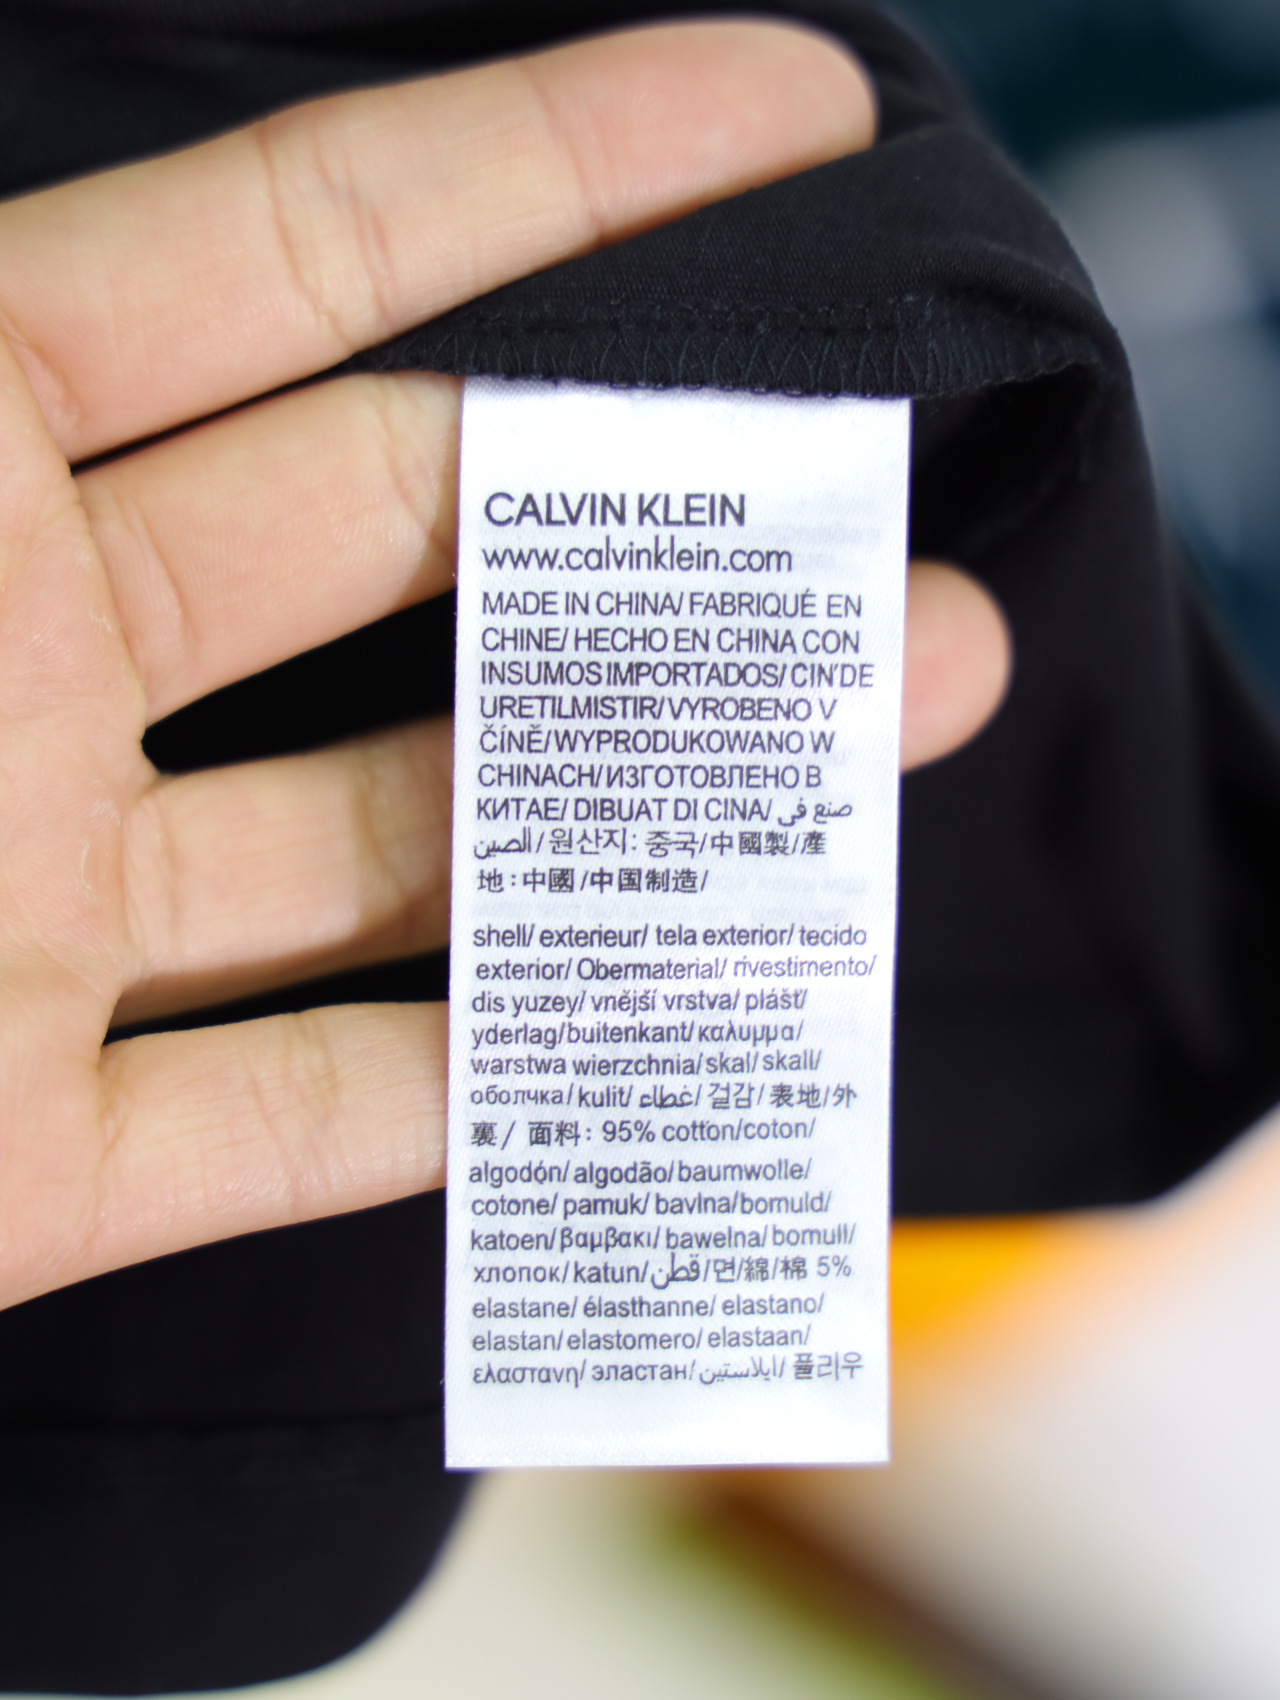 CALVIN KLEIN
www.calvinklein.com
MADE IN CHINA/ FABRIQUÉ EN
CHINE/ HECHO EN CHINA CON
INSUMOS IMPORTADOS/ CIN'DE
URETILMISTIR/ VYROBENO V
ČÍNĚ/ WYPRODUKOWANO W
CHINACH/ ИЗГОТОВЛЕНО В
КИТАЕ/ DIBUAT DI CINA/ صنع في
الصين/ 원산지: 중국/中國製/產
地:中國/中国制造/
shell/ exterieur/ tela exterior/ tecido
exterior/ Obermaterial/ rivestimento/
dis yuzey/ vnější vrstva/ plášť/
yderlag/buitenkant/ καλυμμα/
warstwa wierzchnia/ skal/ skall/
оболчка/ kulit/ غطاء/ 겉감/ 表地/外
裏/ 面料: 95% cotton/coton/
algodón/ algodão/ baumwolle/
cotone/ pamuk/ bavlna/bomuld/
katoen/ βαμβακι/ bawełna/ bomull/
хлопок/ katun/ قطن/면/綿/棉 5%
elastane/ élasthanne/ elastano/
elastan/ elastomero/ elastaan/
ελαστανη/ эластан/ ايلاستين/ 폴리우